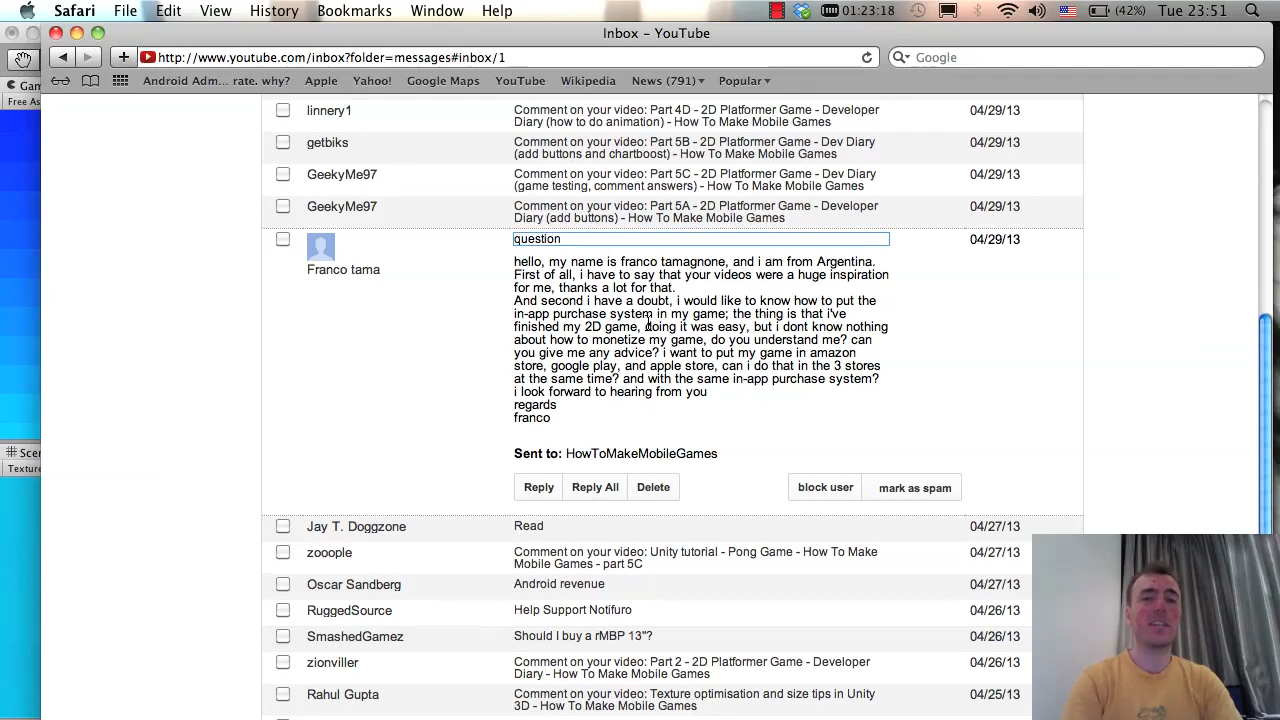 Safari File Edit View History Bookmarks Window Help 01:23:18 (42%) Tue 23:51
Inbox – YouTube
http://www.youtube.com/inbox?folder=messages#inbox/1 Google
Android Adm... rate. why? Apple Yahoo! Google Maps YouTube Wikipedia News (791) Popular
Gam
Free As
linnery1 Comment on your video: Part 4D - 2D Platformer Game - Developer 04/29/13
Diary (how to do animation) - How To Make Mobile Games
getbiks Comment on your video: Part 5B - 2D Platformer Game - Dev Diary 04/29/13
(add buttons and chartboost) - How To Make Mobile Games
GeekyMe97 Comment on your video: Part 5C - 2D Platformer Game - Dev Diary 04/29/13
(game testing, comment answers) - How To Make Mobile Games
GeekyMe97 Comment on your video: Part 5A - 2D Platformer Game - Developer 04/29/13
Diary (add buttons) - How To Make Mobile Games
question 04/29/13
Franco tama
hello, my name is franco tamagnone, and i am from Argentina.
First of all, i have to say that your videos were a huge inspiration
for me, thanks a lot for that.
And second i have a doubt, i would like to know how to put the
in-app purchase system in my game; the thing is that i've
finished my 2D game, doing it was easy, but i dont know nothing
about how to monetize my game, do you understand me? can
you give me any advice? i want to put my game in amazon
store, google play, and apple store, can i do that in the 3 stores
at the same time? and with the same in-app purchase system?
i look forward to hearing from you
regards
franco
Sent to: HowToMakeMobileGames
Scen
Texture
Reply Reply All Delete block user mark as spam
Jay T. Doggzone Read 04/27/13
zooople Comment on your video: Unity tutorial - Pong Game - How To Make 04/27/13
Mobile Games - part 5C
Oscar Sandberg Android revenue 04/27/13
RuggedSource Help Support Notifuro 04/26/13
SmashedGamez Should I buy a rMBP 13"? 04/26/13
zionviller Comment on your video: Part 2 - 2D Platformer Game - Developer 04/26/13
Diary - How To Make Mobile Games
Rahul Gupta Comment on your video: Texture optimisation and size tips in Unity 04/25/13
3D - How To Make Mobile Games